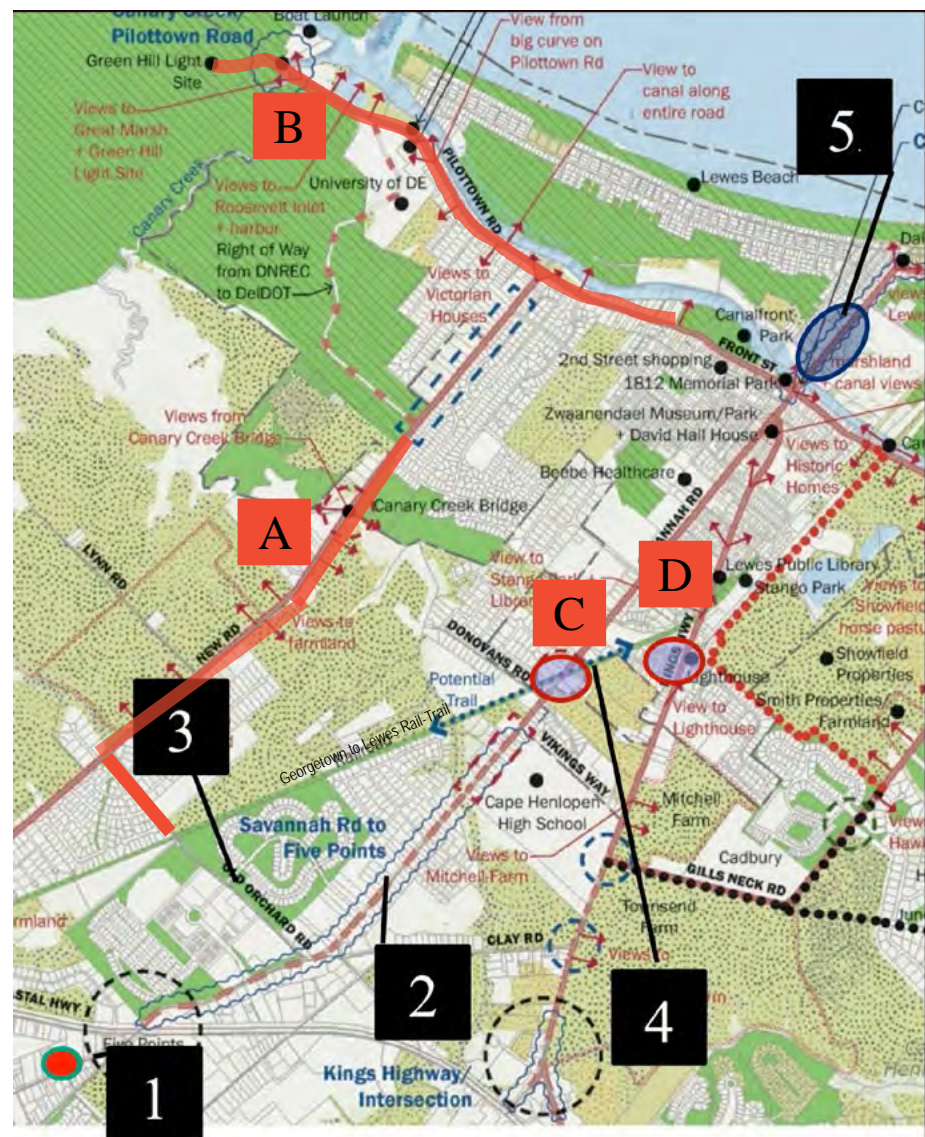 Canary Creek/
Pilottown Road
Boat Launch
Green Hill Light
Site
View from
big curve on
Pilottown Rd
View to
canal along
entire road
5.
B
Views to
Great Marsh
+ Green Hill
Light Site
Canary Creek
University of DE
PILOTTOWN RD
Lewes Beach
Views to
Roosevelt Inlet
+ harbor
Right of Way
from DNREC
to DelDOT
Views to
Victorian
Houses
Canalfront
Park
FRONT ST
marshland
+ canal views
2nd Street shopping
1812 Memorial Park
Zwaanendael Museum/Park
+ David Hall House
Views from
Canary Creek Bridge
Views to
Historic
Homes
Beebe Healthcare
Canary Creek Bridge
A
LYNN RD
View to
D
Lewes Public Library
Stango Park
C
Views to
Showfield
horse
NEW RD
Views to
farmland
DONOVANS RD
Showfield
Properties
Potential
Trail
Smith Properties
Farmland
View to
Lighthouse
3
Georgetown to Lewes Rail-Trail
VIKINGS WAY
Cape Henlopen
High School
Mitchell
Farm
Savannah Rd to
Five Points
Views to
Mitchell Farm
Cadbury
GILLS NECK RD
OLD ORCHARD RD
Townsend
Farm
CLAY RD
Views to
2
4
Five Points
Kings Highway/
Intersection
1